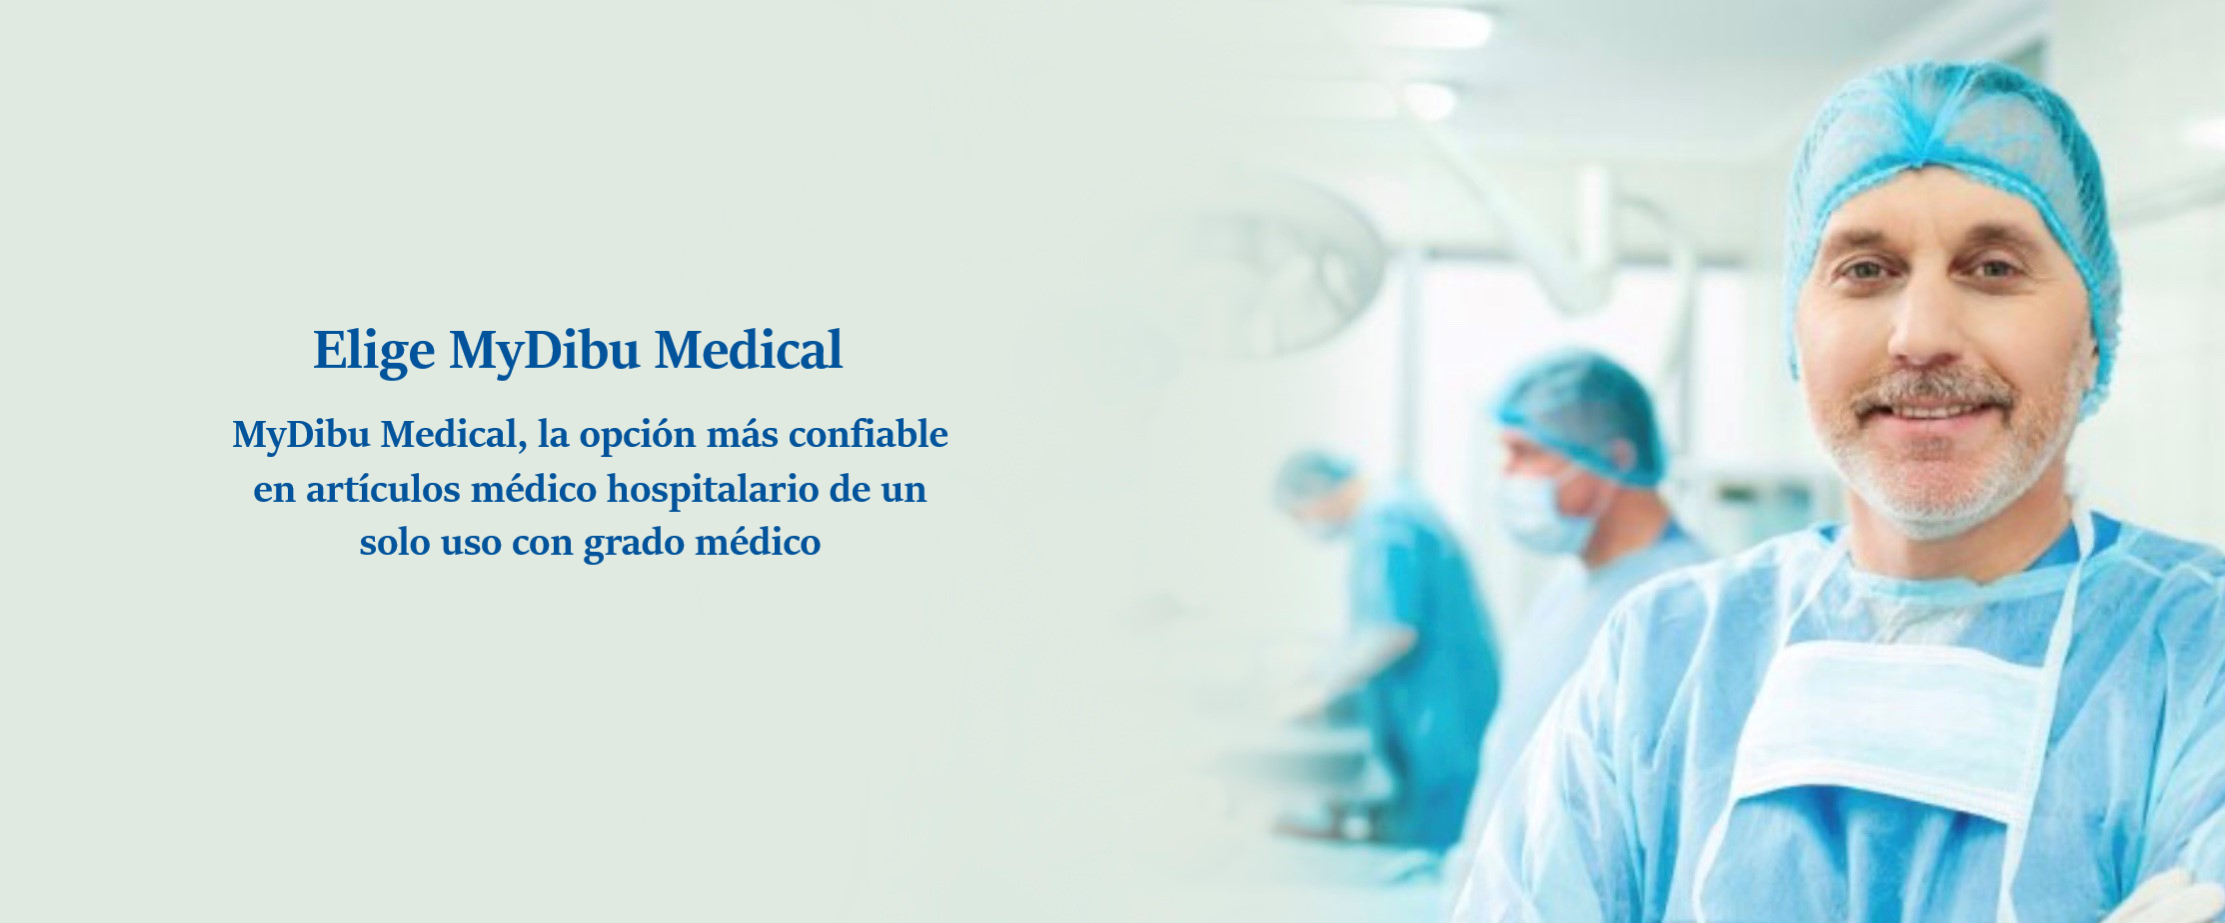 Elige MyDibu Medical
MyDibu Medical, la opción más confiable
en artículos médico hospitalario de un
solo uso con grado médico